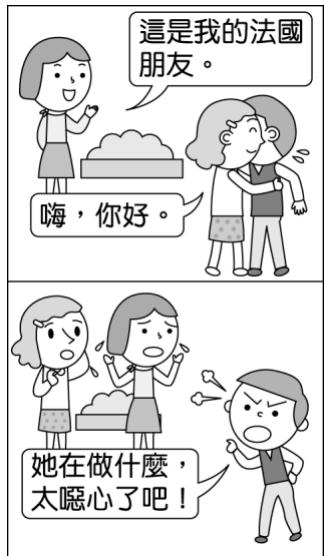 這是我的法國
朋友。
嗨，你好。
她在做什麼，
太噁心了吧！